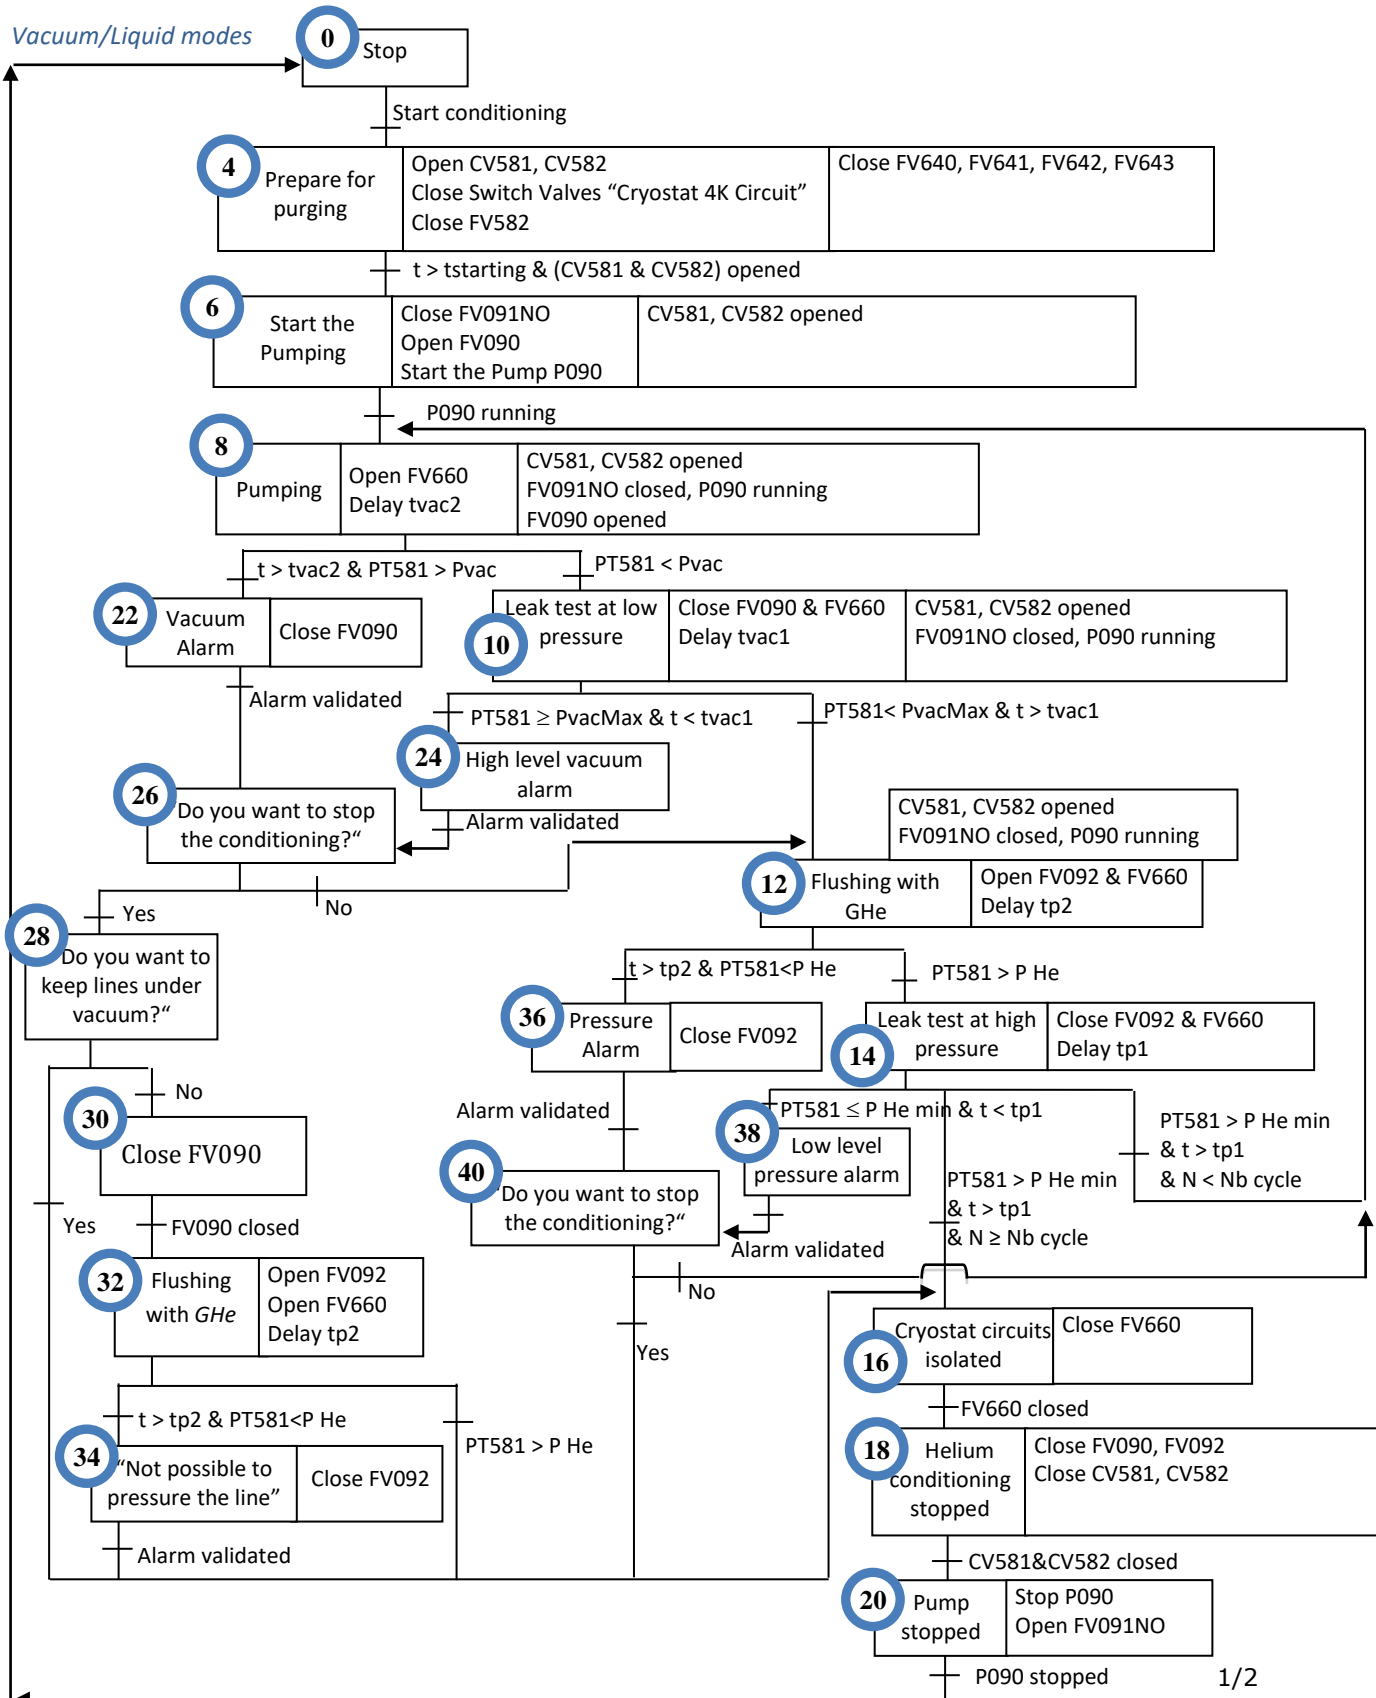 Vacuum/Liquid modes
0
Stop
Start conditioning
4
Prepare for
purging
Open CV581, CV582
Close Switch Valves “Cryostat 4K Circuit”
Close FV582
Close FV640, FV641, FV642, FV643
t > tstarting & (CV581 & CV582) opened
6
Start the
Pumping
Close FV091NO
Open FV090
Start the Pump P090
CV581, CV582 opened
P090 running
8
Pumping
Open FV660
Delay tvac2
CV581, CV582 opened
FV091NO closed, P090 running
FV090 opened
t > tvac2 & PT581 > Pvac
PT581 < Pvac
22
Vacuum
Alarm
Close FV090
10
Leak test at low
pressure
Close FV090 & FV660
Delay tvac1
CV581, CV582 opened
FV091NO closed, P090 running
Alarm validated
PT581 ≥ PvacMax & t < tvac1
PT581< PvacMax & t > tvac1
24
High level vacuum
alarm
Alarm validated
26
Do you want to stop
the conditioning?“
CV581, CV582 opened
FV091NO closed, P090 running
12
Flushing with
GHe
Open FV092 & FV660
Delay tp2
Yes
No
28
Do you want to
keep lines under
vacuum?“
t > tp2 & PT581<P He
PT581 > P He
36
Pressure
Alarm
Close FV092
14
Leak test at high
pressure
Close FV092 & FV660
Delay tp1
No
30
Close FV090
Alarm validated
PT581 ≤ P He min & t < tp1
38
Low level
pressure alarm
PT581 > P He min
& t > tp1
& N < Nb cycle
40
"Do you want to stop
the conditioning?“
PT581 > P He min
& t > tp1
& N ≥ Nb cycle
Alarm validated
Yes
FV090 closed
No
32
Flushing
with GHe
Open FV092
Open FV660
Delay tp2
Yes
16
Cryostat circuits
isolated
Close FV660
FV660 closed
t > tp2 & PT581<P He
PT581 > P He
34
“Not possible to
pressure the line”
Close FV092
18
Helium
conditioning
stopped
Close FV090, FV092
Close CV581, CV582
Alarm validated
CV581&CV582 closed
20
Pump
stopped
Stop P090
Open FV091NO
P090 stopped
1/2